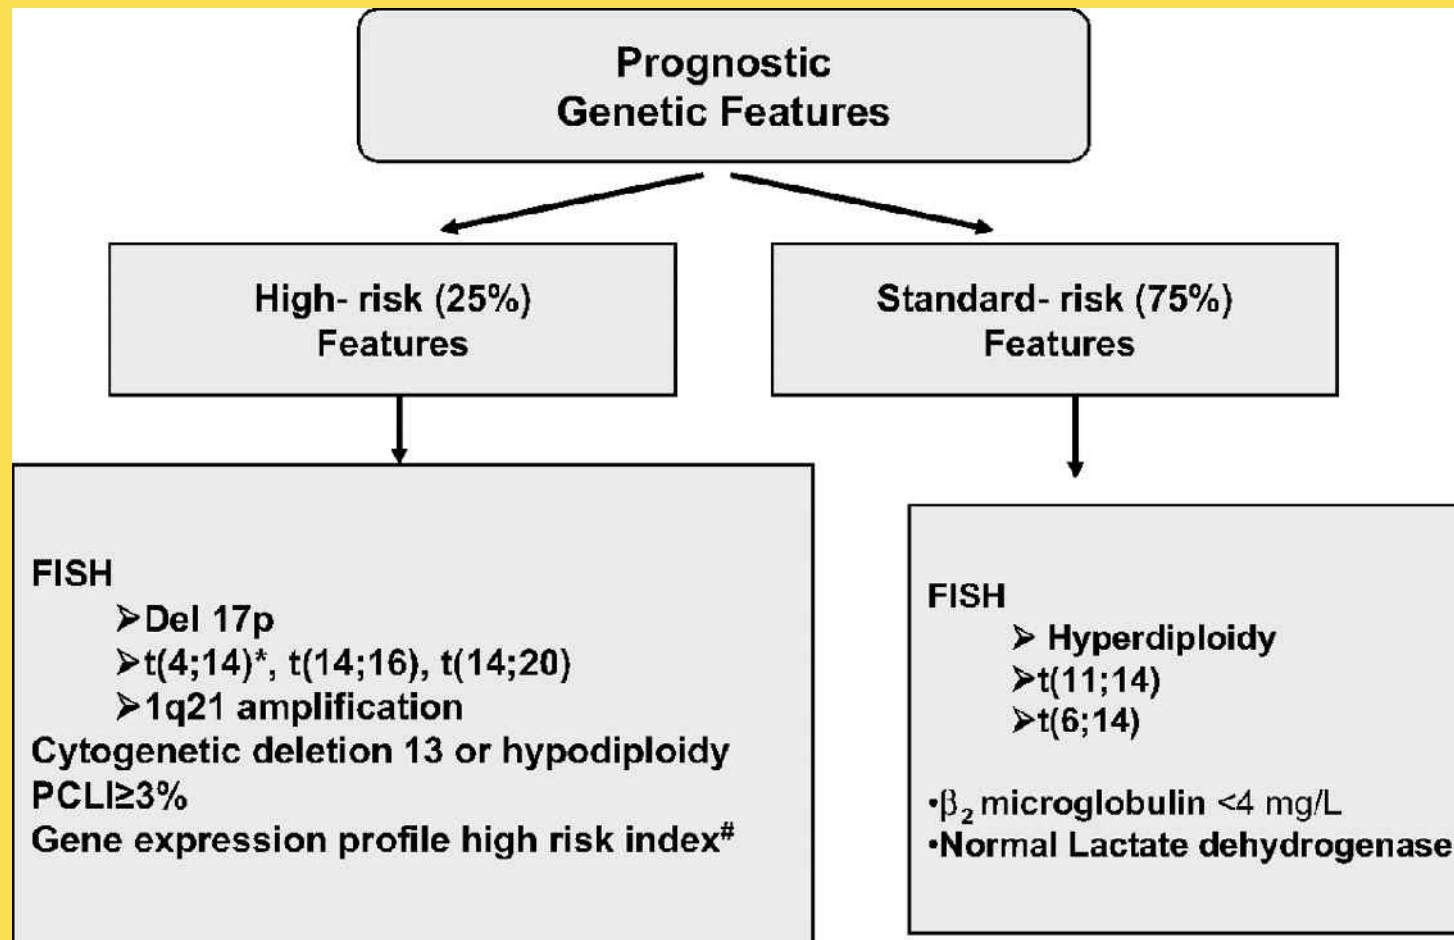 Prognostic
Genetic Features
High- risk (25%)
Features
Standard- risk (75%)
Features
FISH
➢Del 17p
➢t(4;14)*, t(14;16), t(14;20)
➢1q21 amplification
Cytogenetic deletion 13 or hypodiploidy
PCLI≥3%
Gene expression profile high risk index#
FISH
➢ Hyperdiploidy
➢t(11;14)
➢t(6;14)
•β₂ microglobulin <4 mg/L
•Normal Lactate dehydrogenase